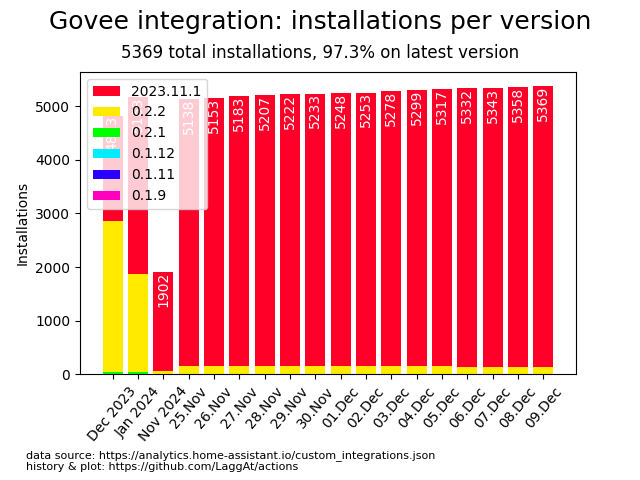 Govee integration: installations per version
5369 total installations, 97.3% on latest version
Installations
5000
4000
3000
2000
1000
0
2023.11.1
0.2.2
0.2.1
0.1.12
0.1.11
0.1.9
1902
5138
5153
5183
5207
5222
5233
5248
5253
5278
5299
5317
5332
5343
5358
5369
Dec 2023
Jan 2024
Nov 2024
25.Nov
26.Nov
27.Nov
28.Nov
29.Nov
30.Nov
01.Dec
02.Dec
03.Dec
04.Dec
05.Dec
06.Dec
07.Dec
08.Dec
09.Dec
data source: https://analytics.home-assistant.io/custom_integrations.json
history & plot: https://github.com/LaggAt/actions